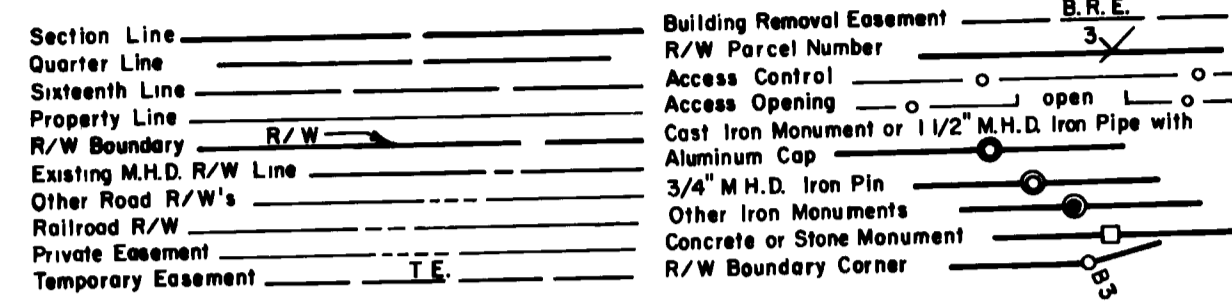 Section Line
Quarter Line
Sixteenth Line
Property Line
R/W Boundary R/W
Existing M.H.D. R/W Line
Other Road R/W's
Railroad R/W
Private Easement
Temporary Easement T E.
Building Removal Easement B.R.E.
R/W Parcel Number 3
Access Control
Access Opening open
Cast Iron Monument or 1 1/2" M.H.D. Iron Pipe with
Aluminum Cap
3/4" M H.D. Iron Pin
Other Iron Monuments
Concrete or Stone Monument
R/W Boundary Corner B3